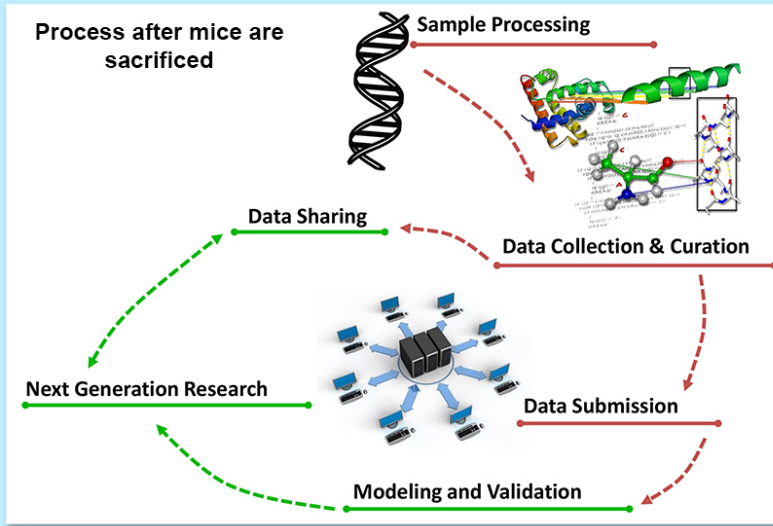 Process after mice are
sacrificed
Sample Processing
Data Sharing
Data Collection & Curation
Next Generation Research
Data Submission
Modeling and Validation